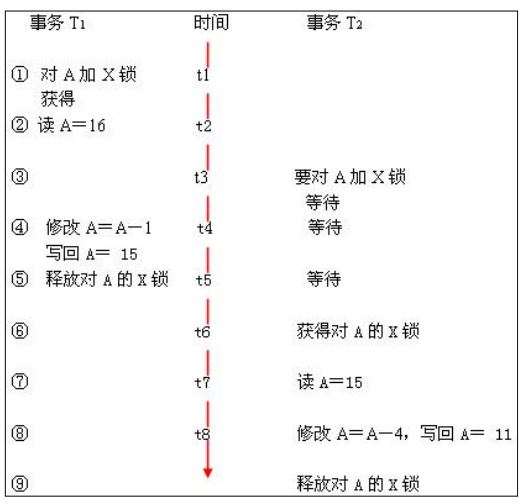 事务 T1 时间 事务 T2
① 对 A 加 X 锁 t1
获得
② 读 A＝16 t2
③ t3 要对 A 加 X 锁
等待
④ 修改 A＝A－1 t4 等待
写回 A＝ 15
⑤ 释放对 A 的 X 锁 t5 等待
⑥ t6 获得对 A 的 X 锁
⑦ t7 读 A＝15
⑧ t8 修改 A＝A－4，写回 A＝ 11
⑨ 释放对 A 的 X 锁